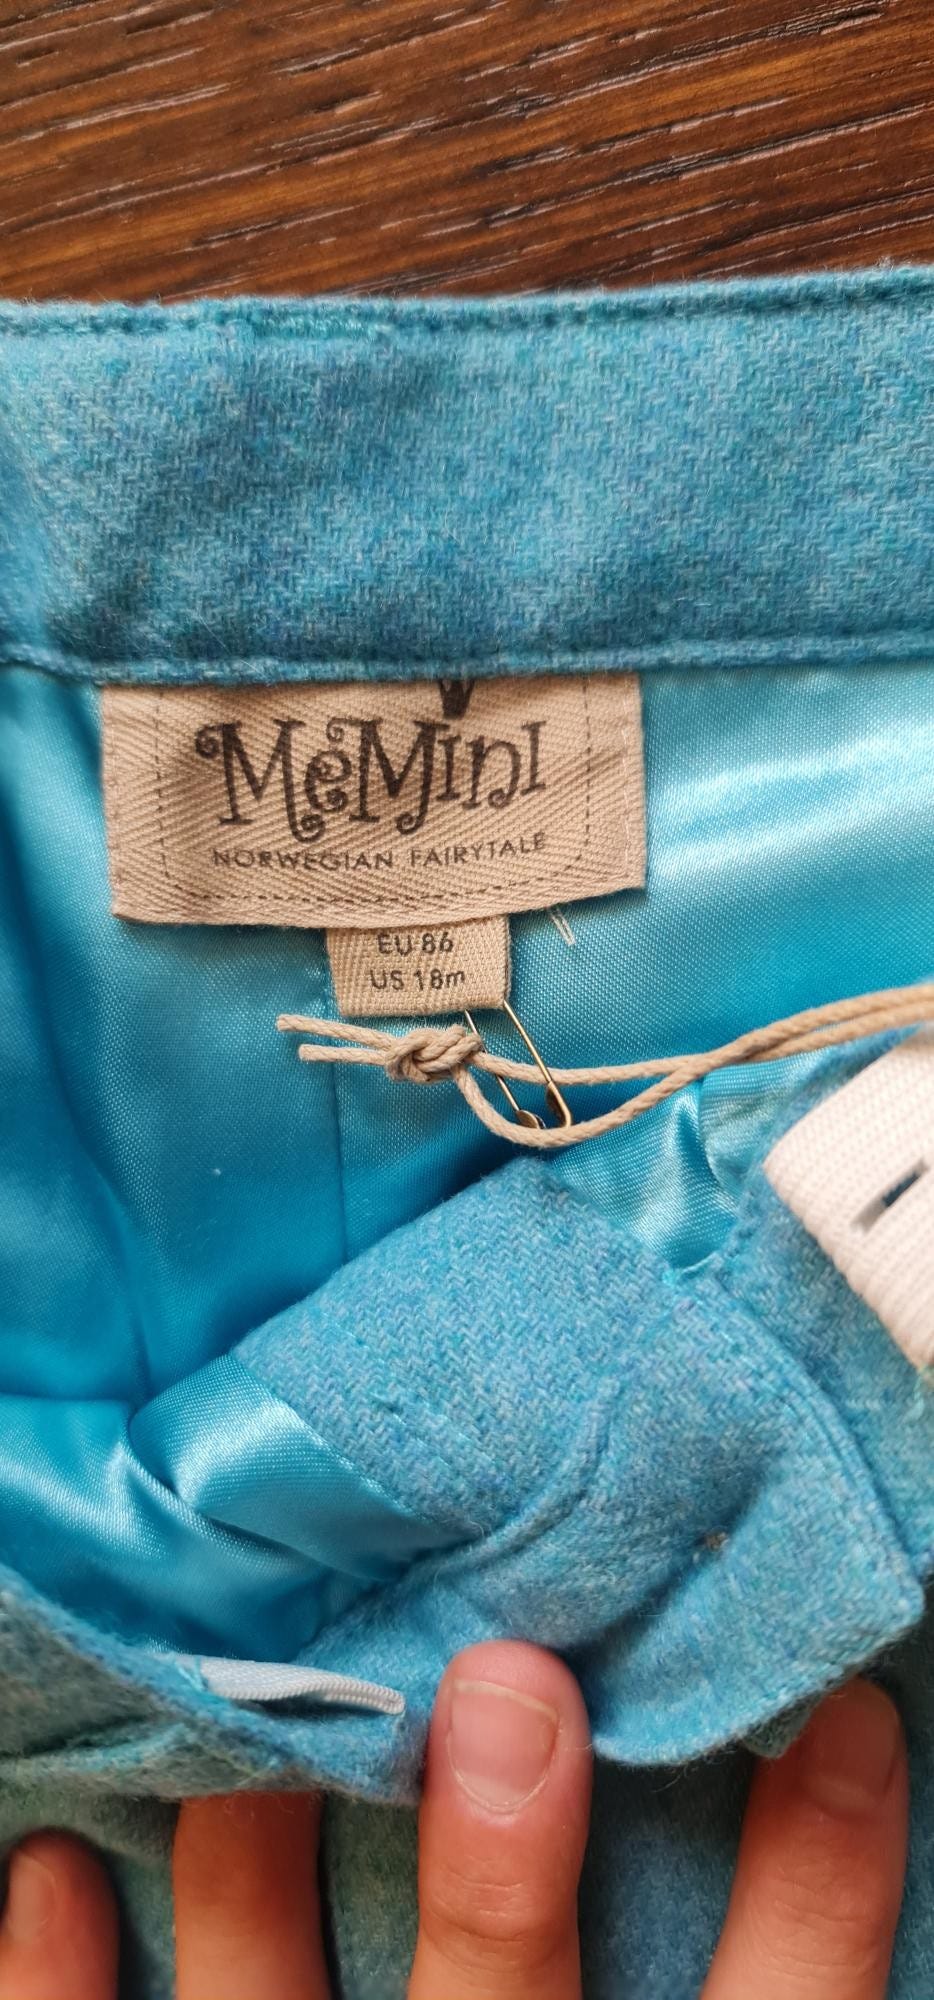 MeMini
NORWEGIAN FAIRYTALE
EU 86
US 18m